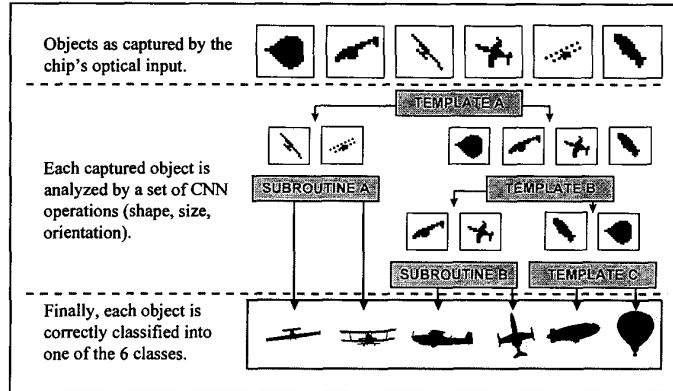 Objects as captured by the
chip's optical input.
TEMPLATE A
Each captured object is
analyzed by a set of CNN
operations (shape, size,
orientation).
SUBROUTINE A
TEMPLATE B
SUBROUTINE B
TEMPLATE C
Finally, each object is
correctly classified into
one of the 6 classes.